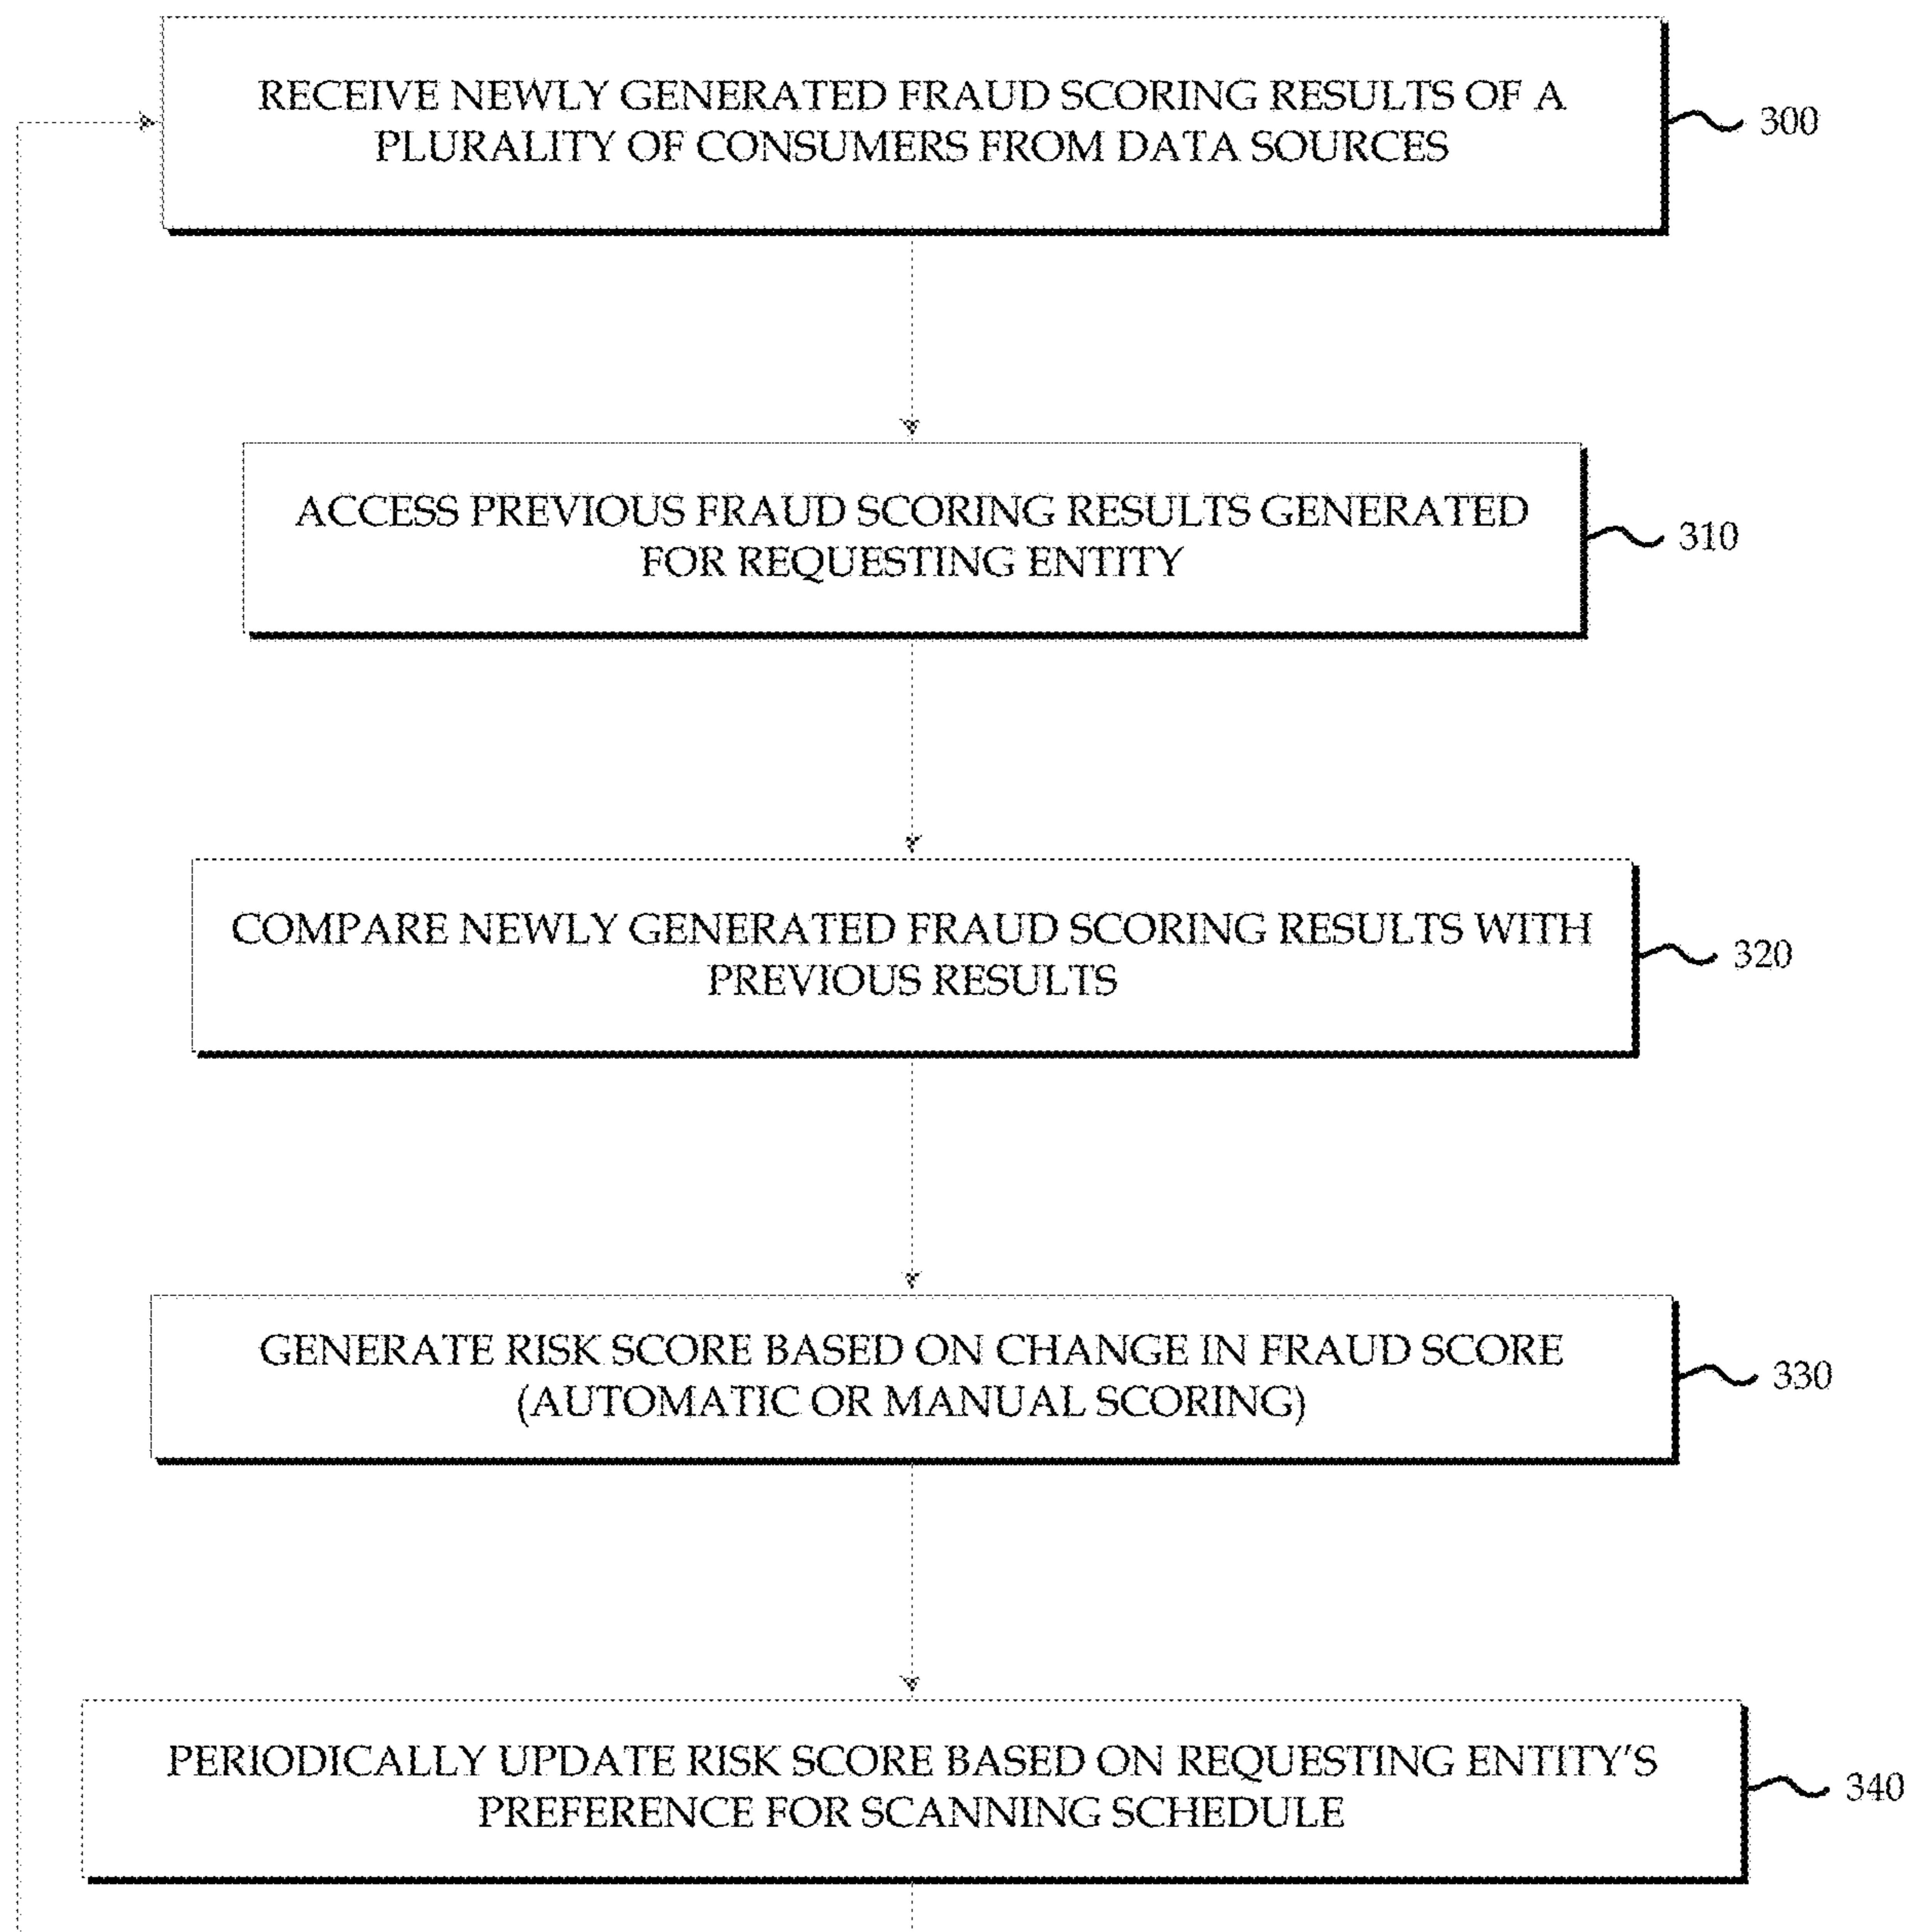 RECEIVE NEWLY GENERATED FRAUD SCORING RESULTS OF A
PLURALITY OF CONSUMERS FROM DATA SOURCES
300
ACCESS PREVIOUS FRAUD SCORING RESULTS GENERATED
FOR REQUESTING ENTITY
310
COMPARE NEWLY GENERATED FRAUD SCORING RESULTS WITH
PREVIOUS RESULTS
320
GENERATE RISK SCORE BASED ON CHANGE IN FRAUD SCORE
(AUTOMATIC OR MANUAL SCORING)
330
PERIODICALLY UPDATE RISK SCORE BASED ON REQUESTING ENTITY’S
PREFERENCE FOR SCANNING SCHEDULE
340